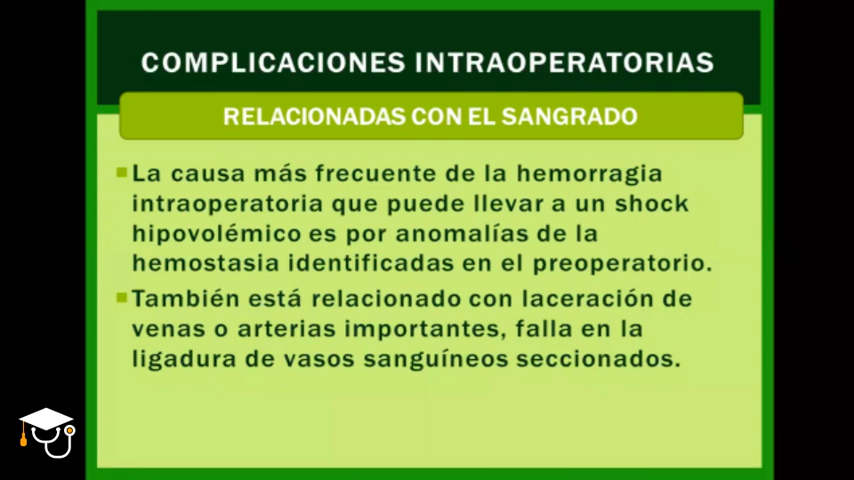 COMPLICACIONES INTRAOPERATORIAS
RELACIONADAS CON EL SANGRADO
La causa más frecuente de la hemorragia
intraoperatoria que puede llevar a un shock
hipovolémico es por anomalías de la
hemostasia identificadas en el preoperatorio.
También está relacionado con laceración de
venas o arterias importantes, falla en la
ligadura de vasos sanguíneos seccionados.